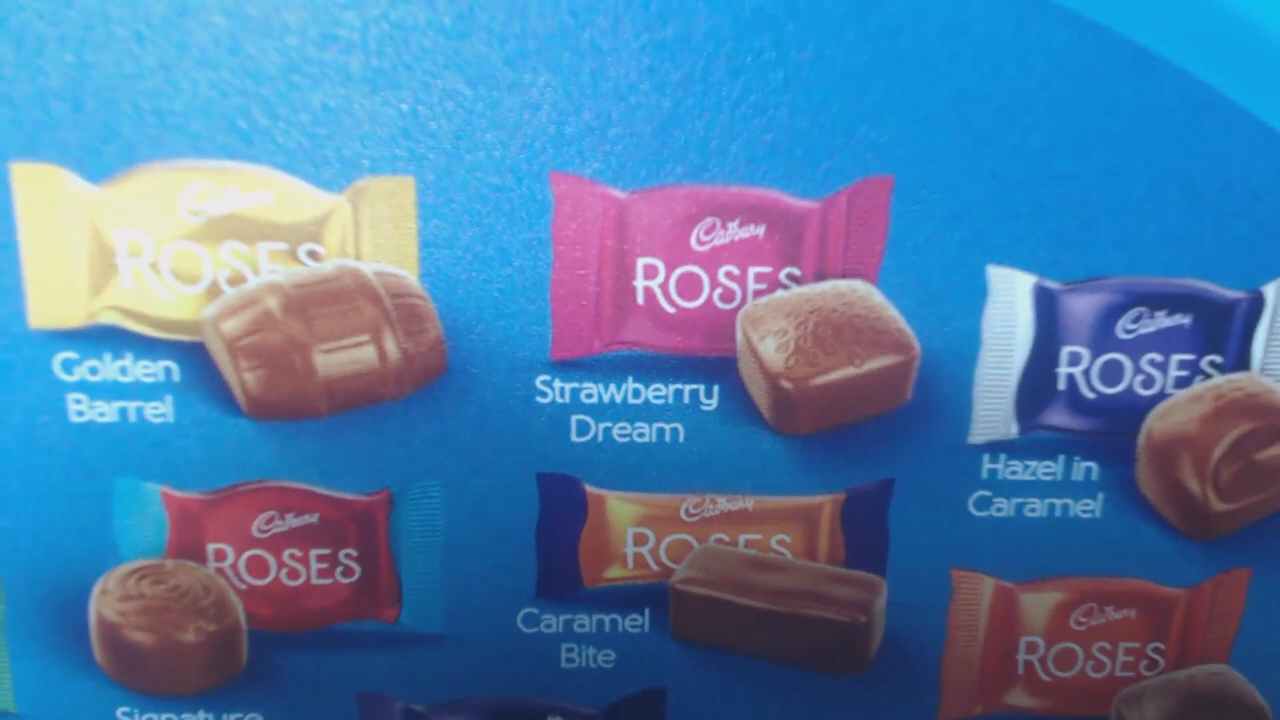 Cadbury
ROSES
Golden
Barrel
Cadbury
ROSES
Strawberry
Dream
Cadbury
ROSES
Hazel in
Caramel
Cadbury
ROSES
Signature
Cadbury
ROSES
Caramel
Bite
Cadbury
ROSES